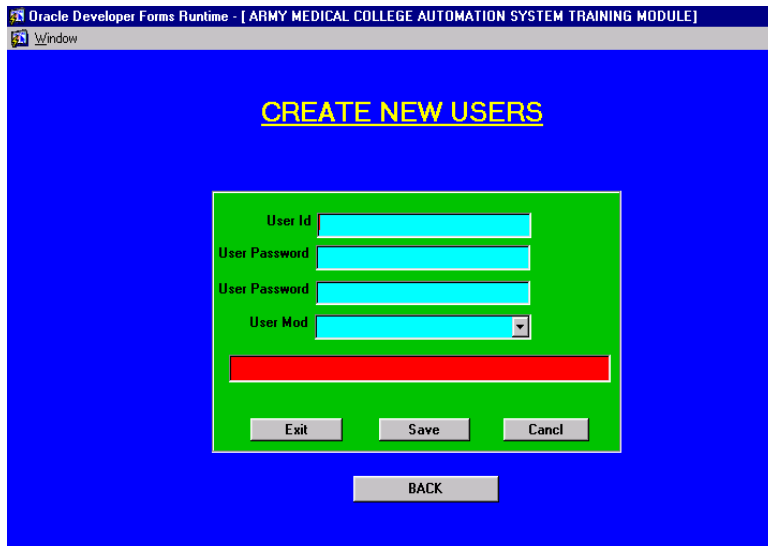 Oracle Developer Forms Runtime - [ ARMY MEDICAL COLLEGE AUTOMATION SYSTEM TRAINING MODULE]
Window
CREATE NEW USERS
User Id
User Password
User Password
User Mod
Exit Save Cancl
BACK